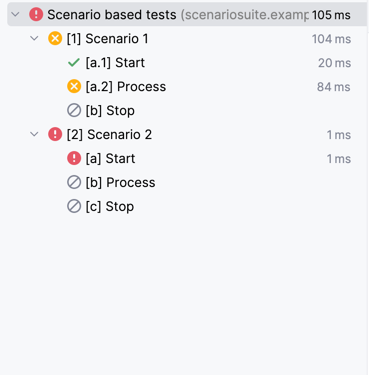 Scenario based tests (scenariosuite.examp 105 ms
[1] Scenario 1 104 ms
[a.1] Start 20 ms
[a.2] Process 84 ms
[b] Stop
[2] Scenario 2 1 ms
[a] Start 1 ms
[b] Process
[c] Stop